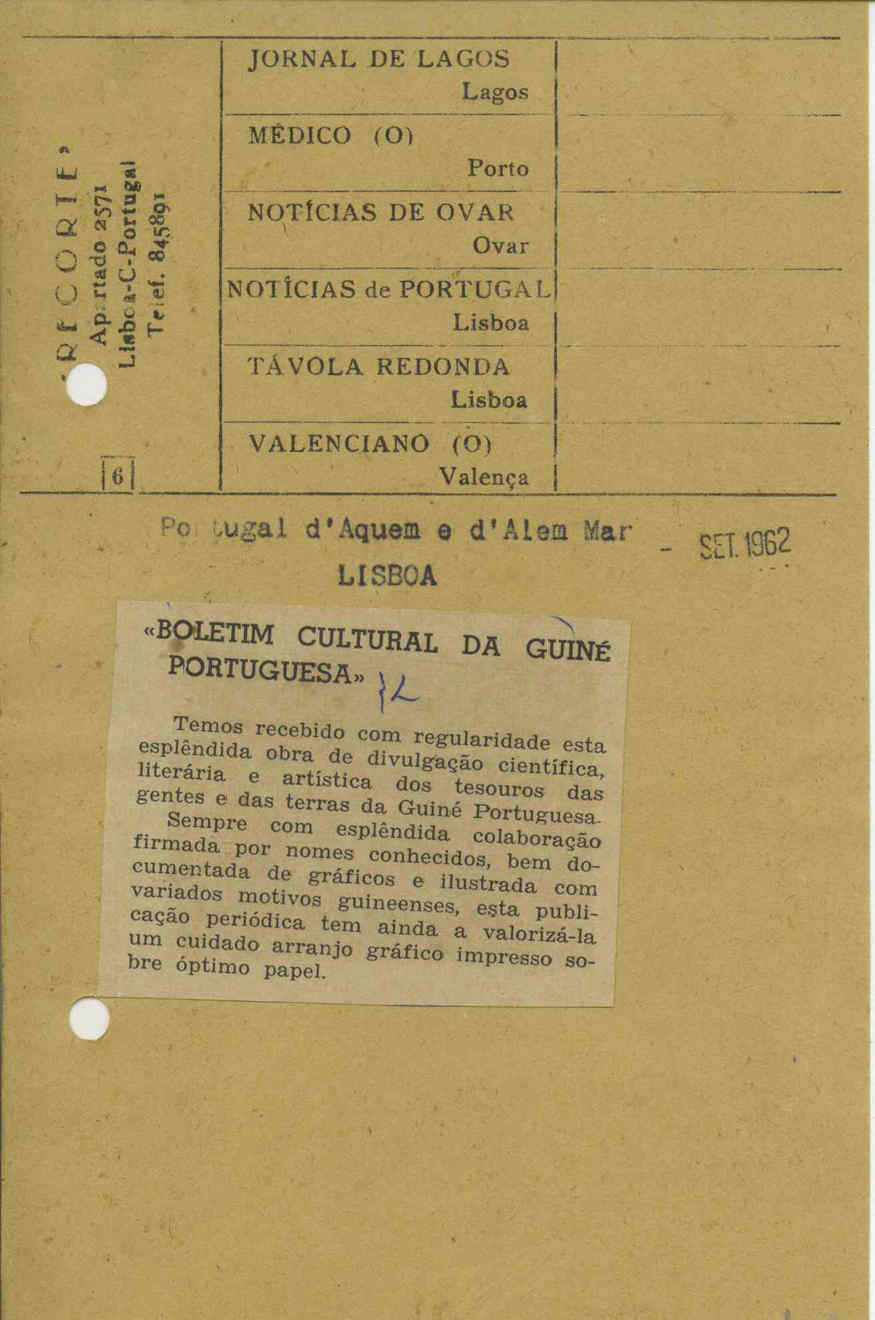 «RECORTE»
Apartado 2571
Lisboa-C-Portugal
Telef. 845891
6
JORNAL DE LAGOS
Lagos
MÉDICO (O)
Porto
NOTÍCIAS DE OVAR
Ovar
NOTÍCIAS de PORTUGAL
Lisboa
TÁVOLA REDONDA
Lisboa
VALENCIANO (O)
Valença
Portugal d'Aquem e d'Alem Mar
- SET. 1962
LISBOA
«BOLETIM CULTURAL DA GUINÉ
PORTUGUESA»
Temos recebido com regularidade esta
esplêndida obra de divulgação científica,
literária e artística dos tesouros das
gentes e das terras da Guiné Portuguesa.
Sempre com esplêndida colaboração
firmada por nomes conhecidos, bem do-
cumentada de gráficos e ilustrada com
variados motivos guineenses, esta publi-
cação periódica tem ainda a valorizá-la
um cuidado arranjo gráfico impresso so-
bre óptimo papel.